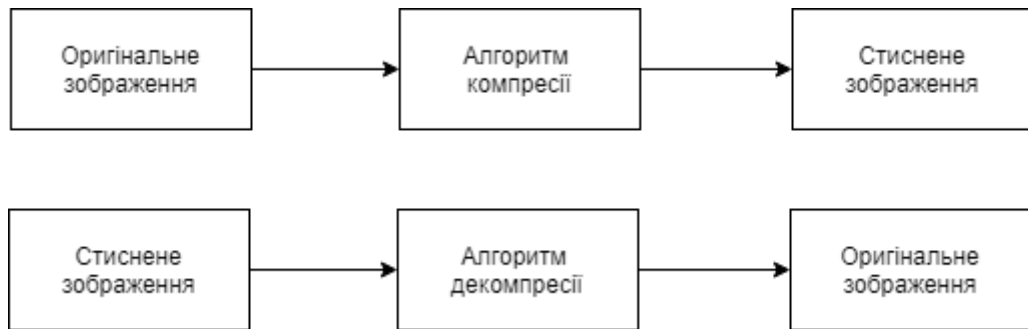 Оригінальне
зображення
Алгоритм
компресії
Стиснене
зображення
Стиснене
зображення
Алгоритм
декомпресії
Оригінальне
зображення